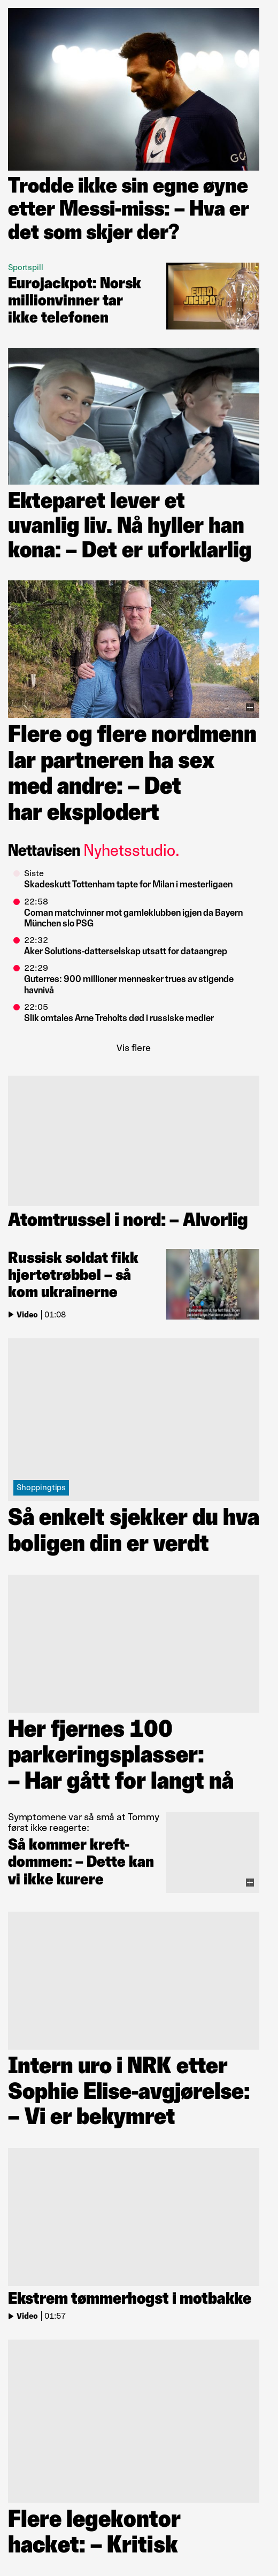 Trodde ikke sin egne øyne
etter Messi-miss: – Hva er
det som skjer der?
Sportspill
Eurojackpot: Norsk
millionvinner tar
ikke telefonen
EURO
JACKPOT
Ekteparet lever et
uvanlig liv. Nå hyller han
kona: – Det er uforklarlig
Flere og flere nordmenn
lar partneren ha sex
med andre: – Det
har eksplodert
Nettavisen Nyhetsstudio.
Siste
Skadeskutt Tottenham tapte for Milan i mesterligaen
22:58
Coman matchvinner mot gamleklubben igjen da Bayern
München slo PSG
22:32
Aker Solutions-datterselskap utsatt for dataangrep
22:29
Guterres: 900 millioner mennesker trues av stigende
havnivå
22:05
Slik omtales Arne Treholts død i russiske medier
Vis flere
Atomtrussel i nord: – Alvorlig
Russisk soldat fikk
hjertetrøbbel – så
kom ukrainerne
Video | 01:08
Shoppingtips
Så enkelt sjekker du hva
boligen din er verdt
Her fjernes 100
parkeringsplasser:
– Har gått for langt nå
Symptomene var så små at Tommy
først ikke reagerte:
Så kommer kreft-
dommen: – Dette kan
vi ikke kurere
Intern uro i NRK etter
Sophie Elise-avgjørelse:
– Vi er bekymret
Ekstrem tømmerhogst i motbakke
Video | 01:57
Flere legekontor
hacket: – Kritisk